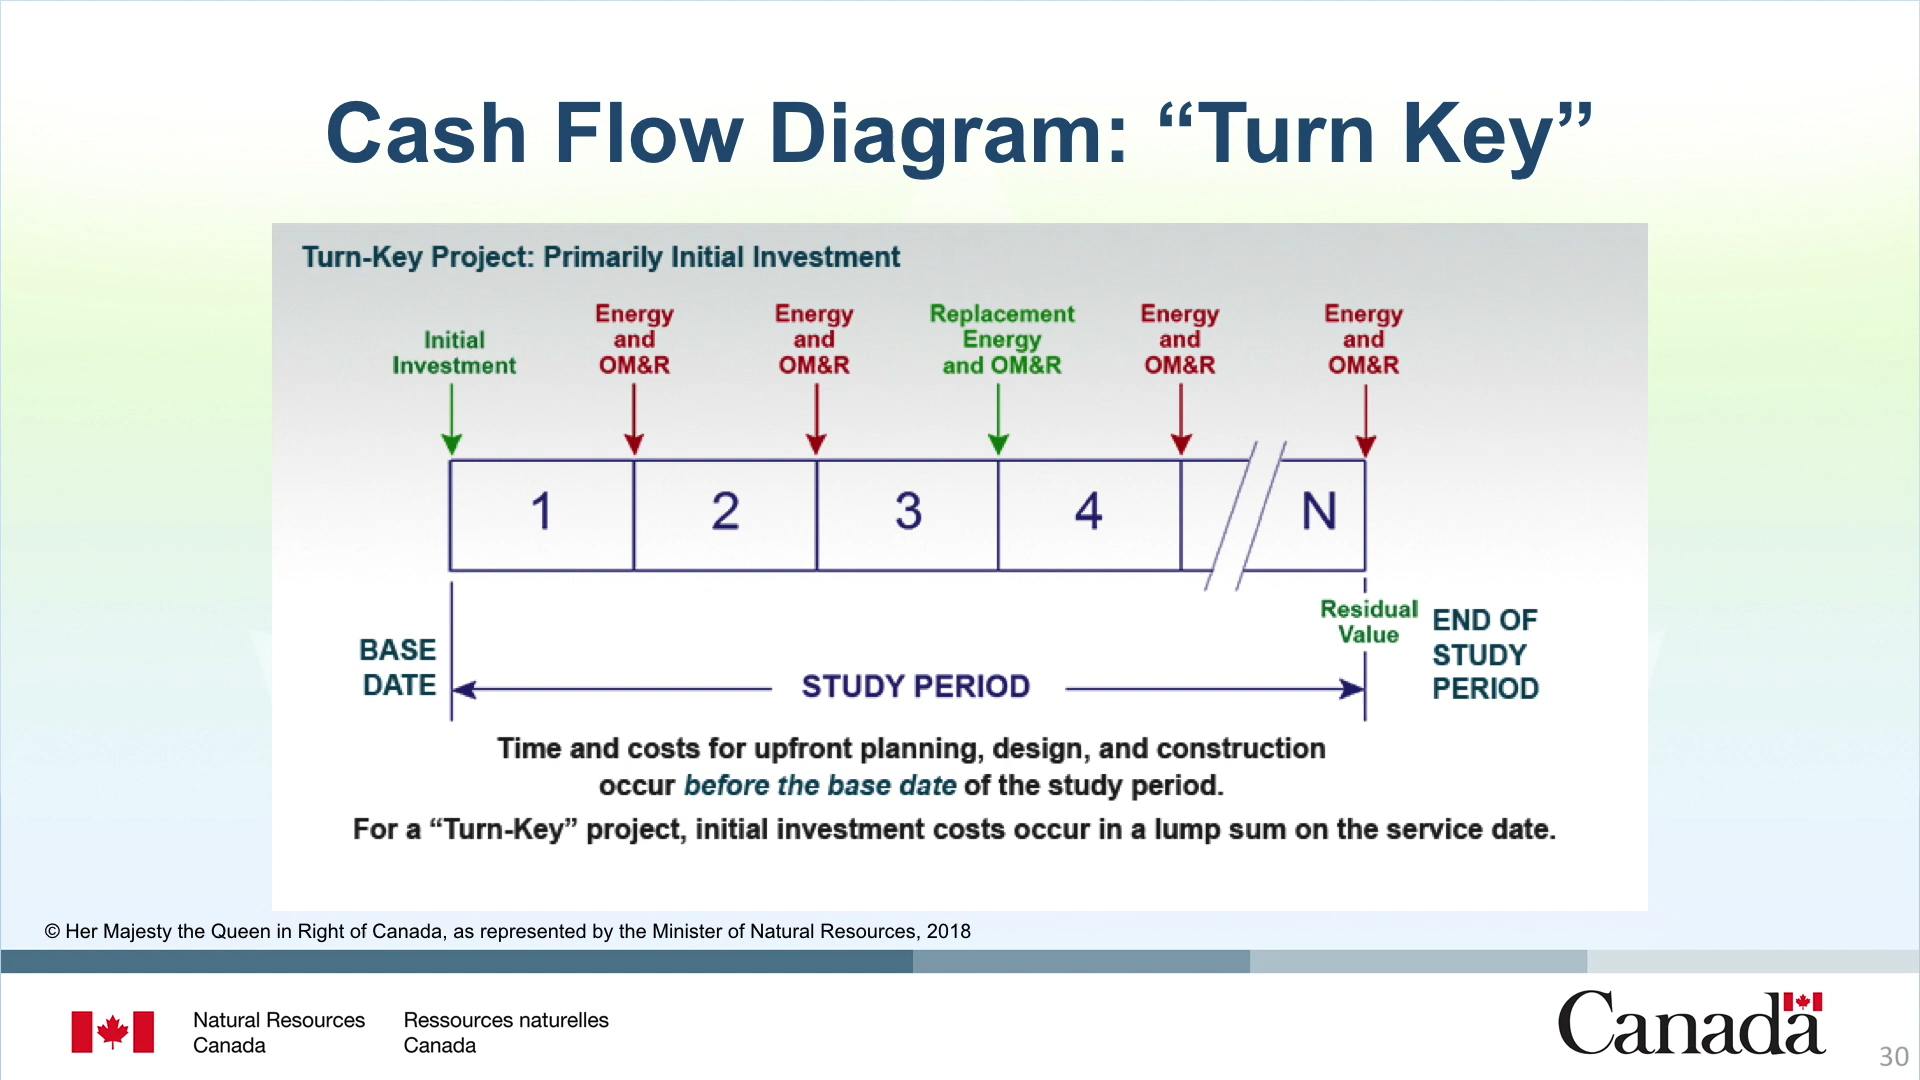 Cash Flow Diagram: “Turn Key”
Turn-Key Project: Primarily Initial Investment
Initial
Investment
Energy
and
OM&R
Energy
and
OM&R
Replacement
Energy
and OM&R
Energy
and
OM&R
Energy
and
OM&R
1
2
3
4
N
BASE
DATE
STUDY PERIOD
Residual
Value
END OF
STUDY
PERIOD
Time and costs for upfront planning, design, and construction
occur before the base date of the study period.
For a “Turn-Key” project, initial investment costs occur in a lump sum on the service date.
© Her Majesty the Queen in Right of Canada, as represented by the Minister of Natural Resources, 2018
Natural Resources
Canada
Ressources naturelles
Canada
Canada
30